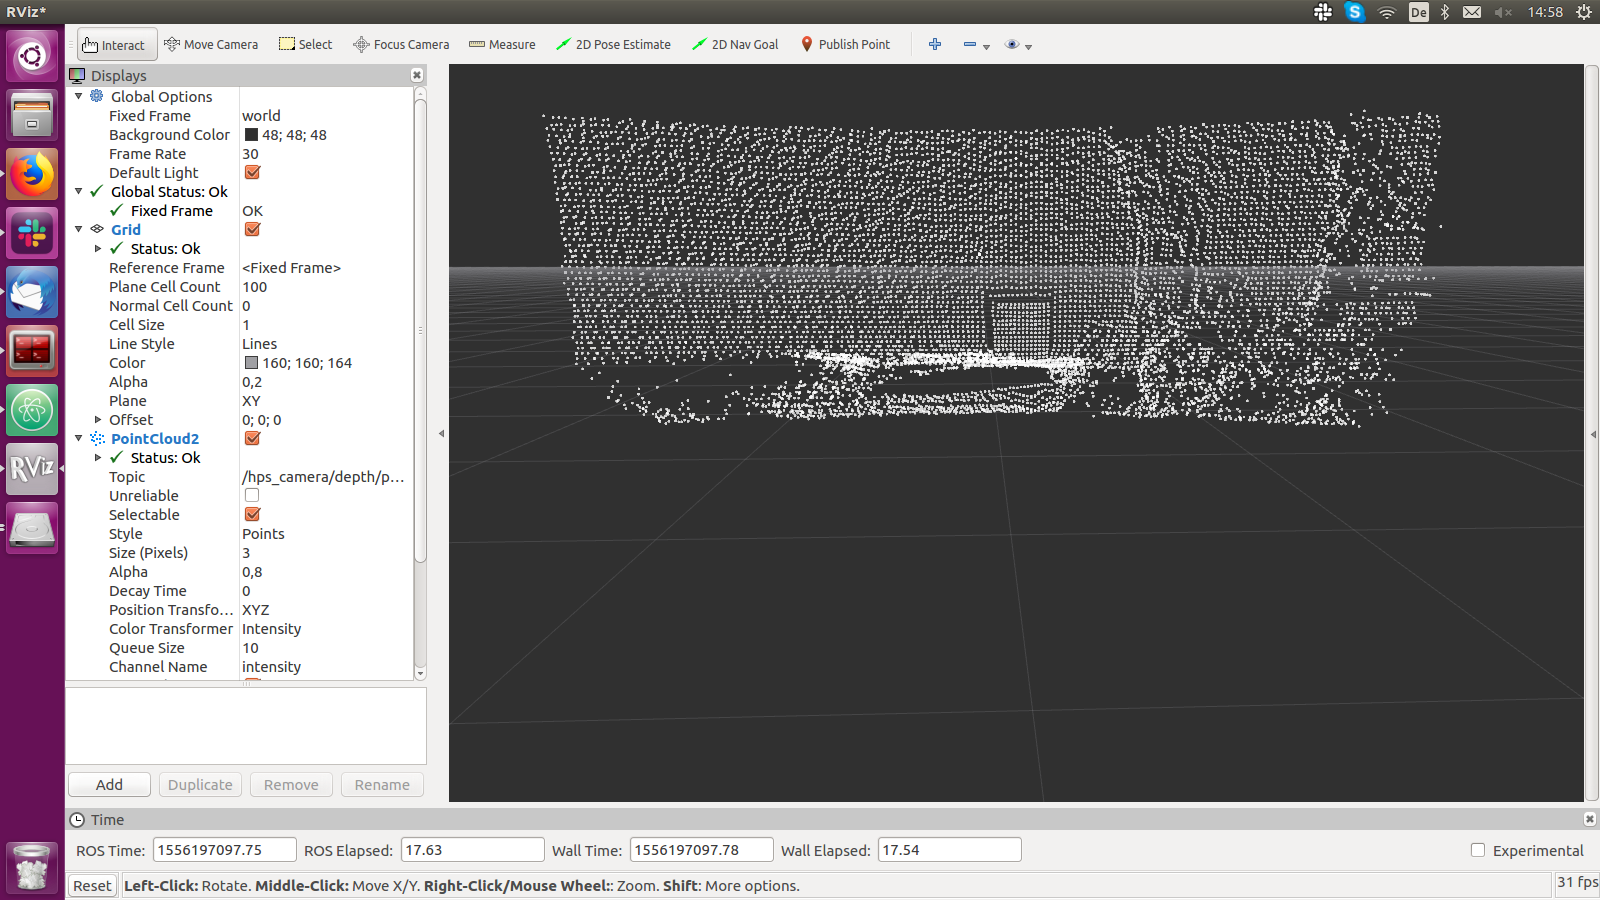 RViz*
De
14:58
Interact
Move Camera
Select
Focus Camera
Measure
2D Pose Estimate
2D Nav Goal
Publish Point
Displays
Global Options
Fixed Frame world
Background Color 48; 48; 48
Frame Rate 30
Default Light
Global Status: Ok
Fixed Frame OK
Grid
Status: Ok
Reference Frame <Fixed Frame>
Plane Cell Count 100
Normal Cell Count 0
Cell Size 1
Line Style Lines
Color 160; 160; 164
Alpha 0,2
Plane XY
Offset 0; 0; 0
PointCloud2
Status: Ok
Topic /hps_camera/depth/p...
Unreliable
Selectable
Style Points
Size (Pixels) 3
Alpha 0,8
Decay Time 0
Position Transfo... XYZ
Color Transformer Intensity
Queue Size 10
Channel Name intensity
RViz
Add
Duplicate
Remove
Rename
Time
ROS Time: 1556197097.75 ROS Elapsed: 17.63 Wall Time: 1556197097.78 Wall Elapsed: 17.54 Experimental
Reset Left-Click: Rotate. Middle-Click: Move X/Y. Right-Click/Mouse Wheel:: Zoom. Shift: More options. 31 fps